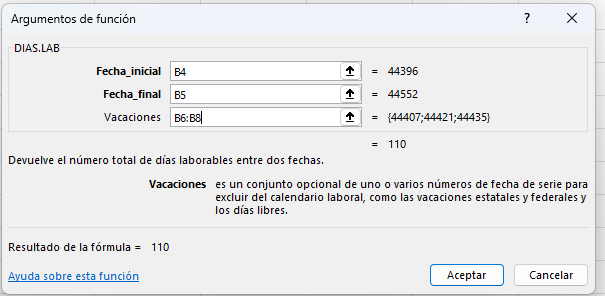 Argumentos de función ? ×
DIAS.LAB
Fecha_inicial B4 = 44396
Fecha_final B5 = 44552
Vacaciones B6:B8 = {44407;44421;44435}
= 110
Devuelve el número total de días laborables entre dos fechas.
Vacaciones es un conjunto opcional de uno o varios números de fecha de serie para
excluir del calendario laboral, como las vacaciones estatales y federales y
los días libres.
Resultado de la fórmula = 110
Ayuda sobre esta función Aceptar Cancelar